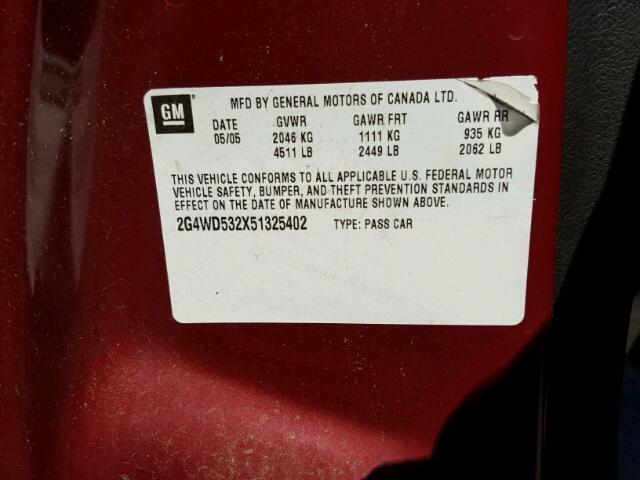 GM MFD BY GENERAL MOTORS OF CANADA LTD.
DATE GVWR GAWR FRT GAWR RR
05/05 2046 KG 1111 KG 935 KG
4511 LB 2449 LB 2062 LB
THIS VEHICLE CONFORMS TO ALL APPLICABLE U.S. FEDERAL MOTOR
VEHICLE SAFETY, BUMPER, AND THEFT PREVENTION STANDARDS IN
EFFECT ON THE DATE OF MANUFACTURE SHOWN ABOVE.
2G4WD532X51325402 TYPE: PASS CAR